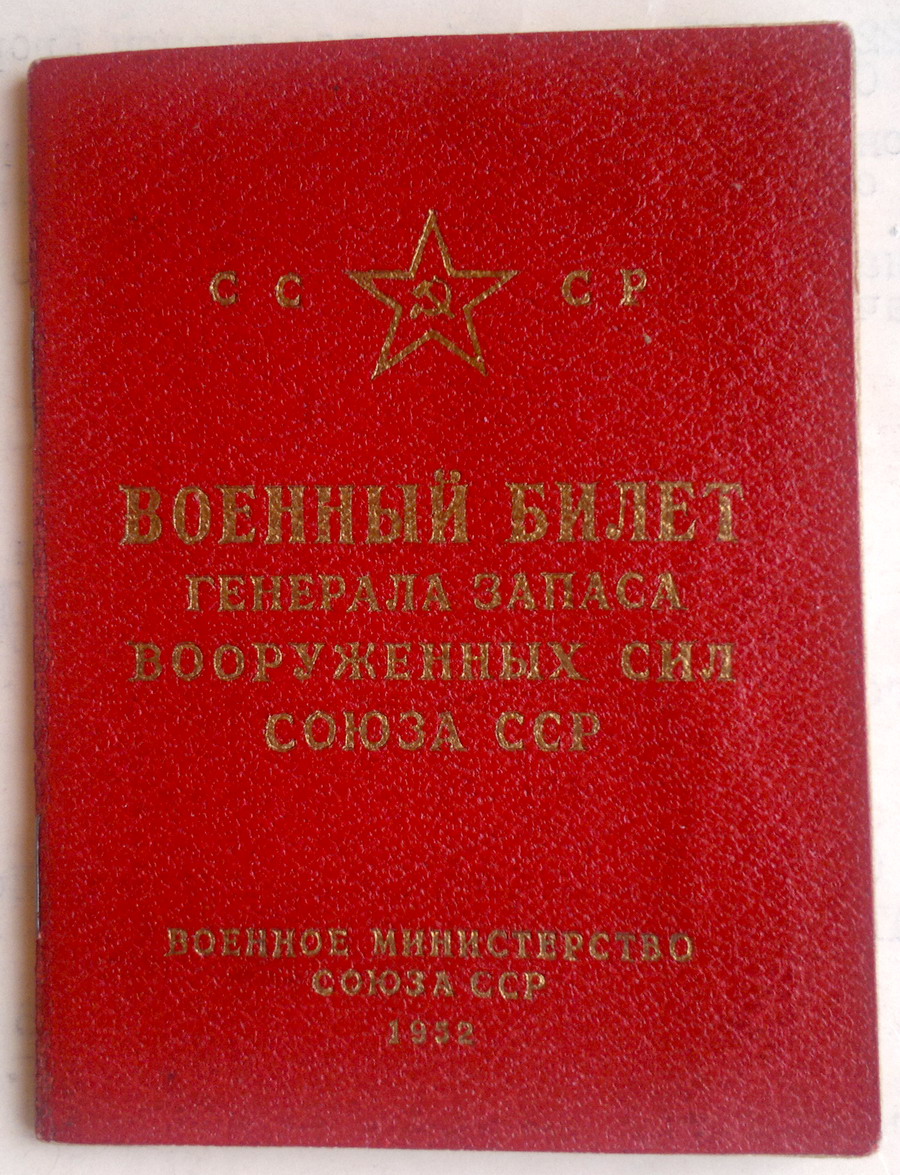 СС СР
ВОЕННЫЙ БИЛЕТ
ГЕНЕРАЛА ЗАПАСА
ВООРУЖЕННЫХ СИЛ
СОЮЗА ССР
ВОЕННОЕ МИНИСТЕРСТВО
СОЮЗА ССР
1952